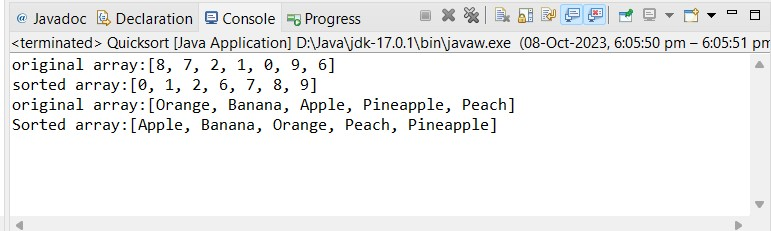 @ Javadoc Declaration Console Progress
<terminated> Quicksort [Java Application] D:\Java\jdk-17.0.1\bin\javaw.exe (08-Oct-2023, 6:05:50 pm – 6:05:51 pm
original array:[8, 7, 2, 1, 0, 9, 6]
sorted array:[0, 1, 2, 6, 7, 8, 9]
original array:[Orange, Banana, Apple, Pineapple, Peach]
Sorted array:[Apple, Banana, Orange, Peach, Pineapple]